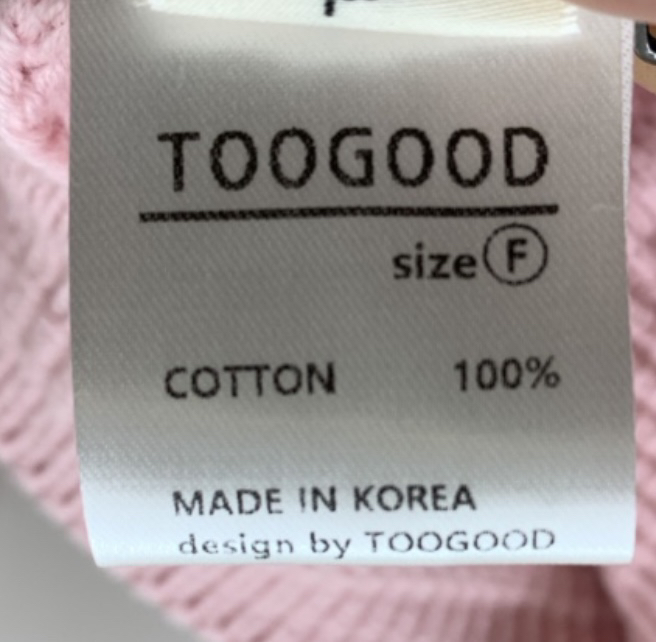 TOOGOOD
size Ⓕ
COTTON 100%
MADE IN KOREA
design by TOOGOOD